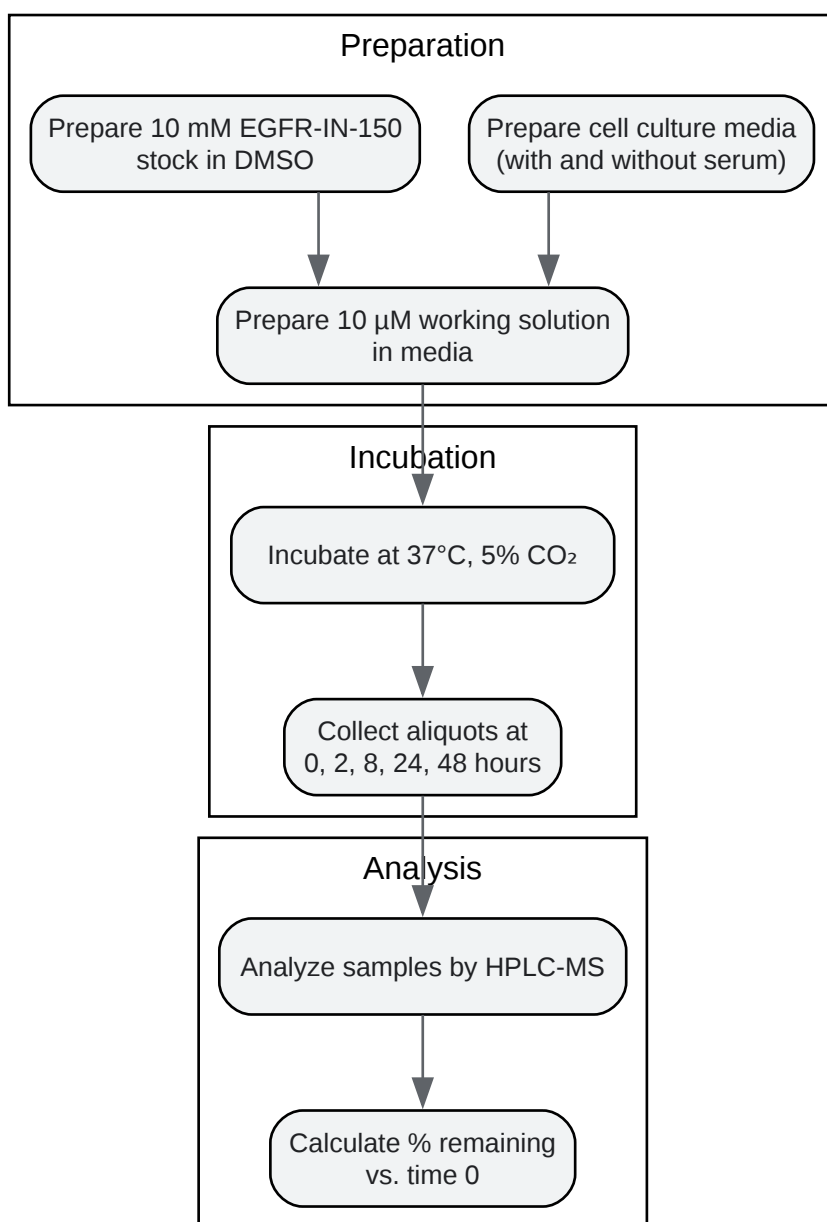 Preparation
Prepare 10 mM EGFR-IN-150
stock in DMSO
Prepare cell culture media
(with and without serum)
Prepare 10 µM working solution
in media
Incubation
Incubate at 37°C, 5% CO₂
Collect aliquots at
0, 2, 8, 24, 48 hours
Analysis
Analyze samples by HPLC-MS
Calculate % remaining
vs. time 0